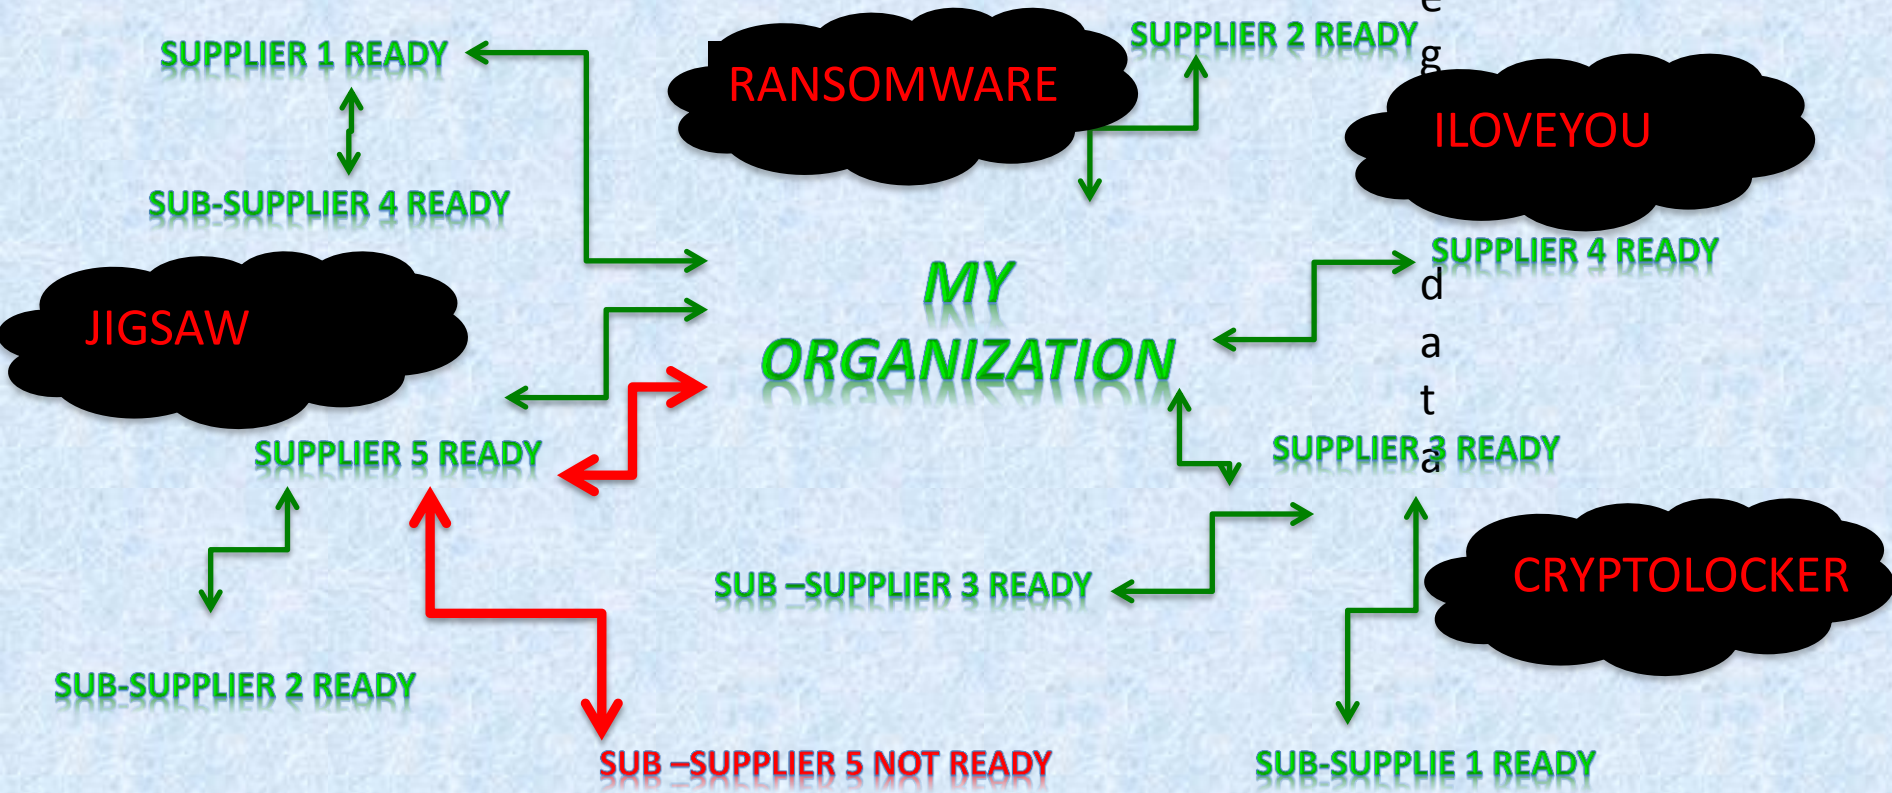 SUPPLIER 1 READY
RANSOMWARE
SUPPLIER 2 READY
ILOVEYOU
SUB-SUPPLIER 4 READY
SUPPLIER 4 READY
MY
ORGANIZATION
JIGSAW
SUPPLIER 5 READY
SUPPLIER 3 READY
e
g
d
a
t
a
SUB –SUPPLIER 3 READY
CRYPTOLOCKER
SUB-SUPPLIER 2 READY
SUB –SUPPLIER 5 NOT READY
SUB-SUPPLIE 1 READY